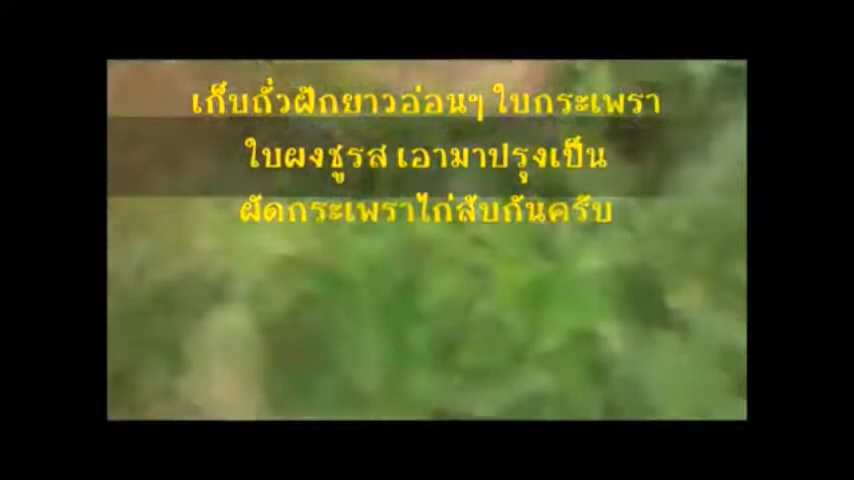 เก็บถั่วฝักยาวอ่อนๆ ใบกระเพรา
ใบผงชูรส เอามาปรุงเป็น
ผัดกระเพราไก่สับกันครับ